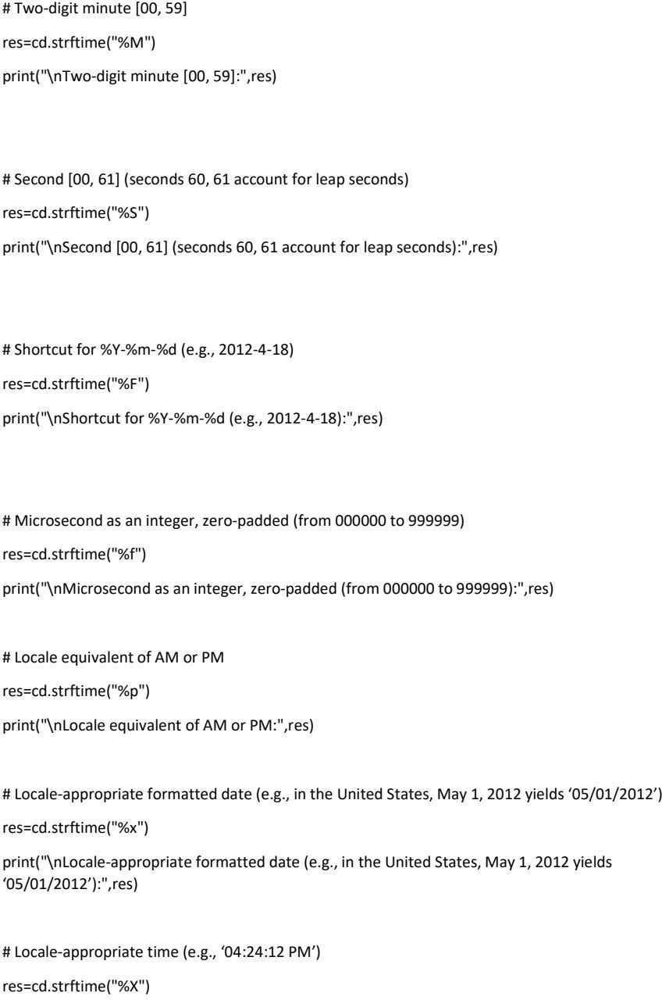 # Two-digit minute [00, 59]
res=cd.strftime("%M")
print("\nTwo-digit minute [00, 59]:",res)
# Second [00, 61] (seconds 60, 61 account for leap seconds)
res=cd.strftime("%S")
print("\nSecond [00, 61] (seconds 60, 61 account for leap seconds):",res)
# Shortcut for %Y-%m-%d (e.g., 2012-4-18)
res=cd.strftime("%F")
print("\nShortcut for %Y-%m-%d (e.g., 2012-4-18):",res)
# Microsecond as an integer, zero-padded (from 000000 to 999999)
res=cd.strftime("%f")
print("\nMicrosecond as an integer, zero-padded (from 000000 to 999999):",res)
# Locale equivalent of AM or PM
res=cd.strftime("%p")
print("\nLocale equivalent of AM or PM:",res)
# Locale-appropriate formatted date (e.g., in the United States, May 1, 2012 yields ‘05/01/2012’)
res=cd.strftime("%x")
print("\nLocale-appropriate formatted date (e.g., in the United States, May 1, 2012 yields
‘05/01/2012’):",res)
# Locale-appropriate time (e.g., ‘04:24:12 PM’)
res=cd.strftime("%X")